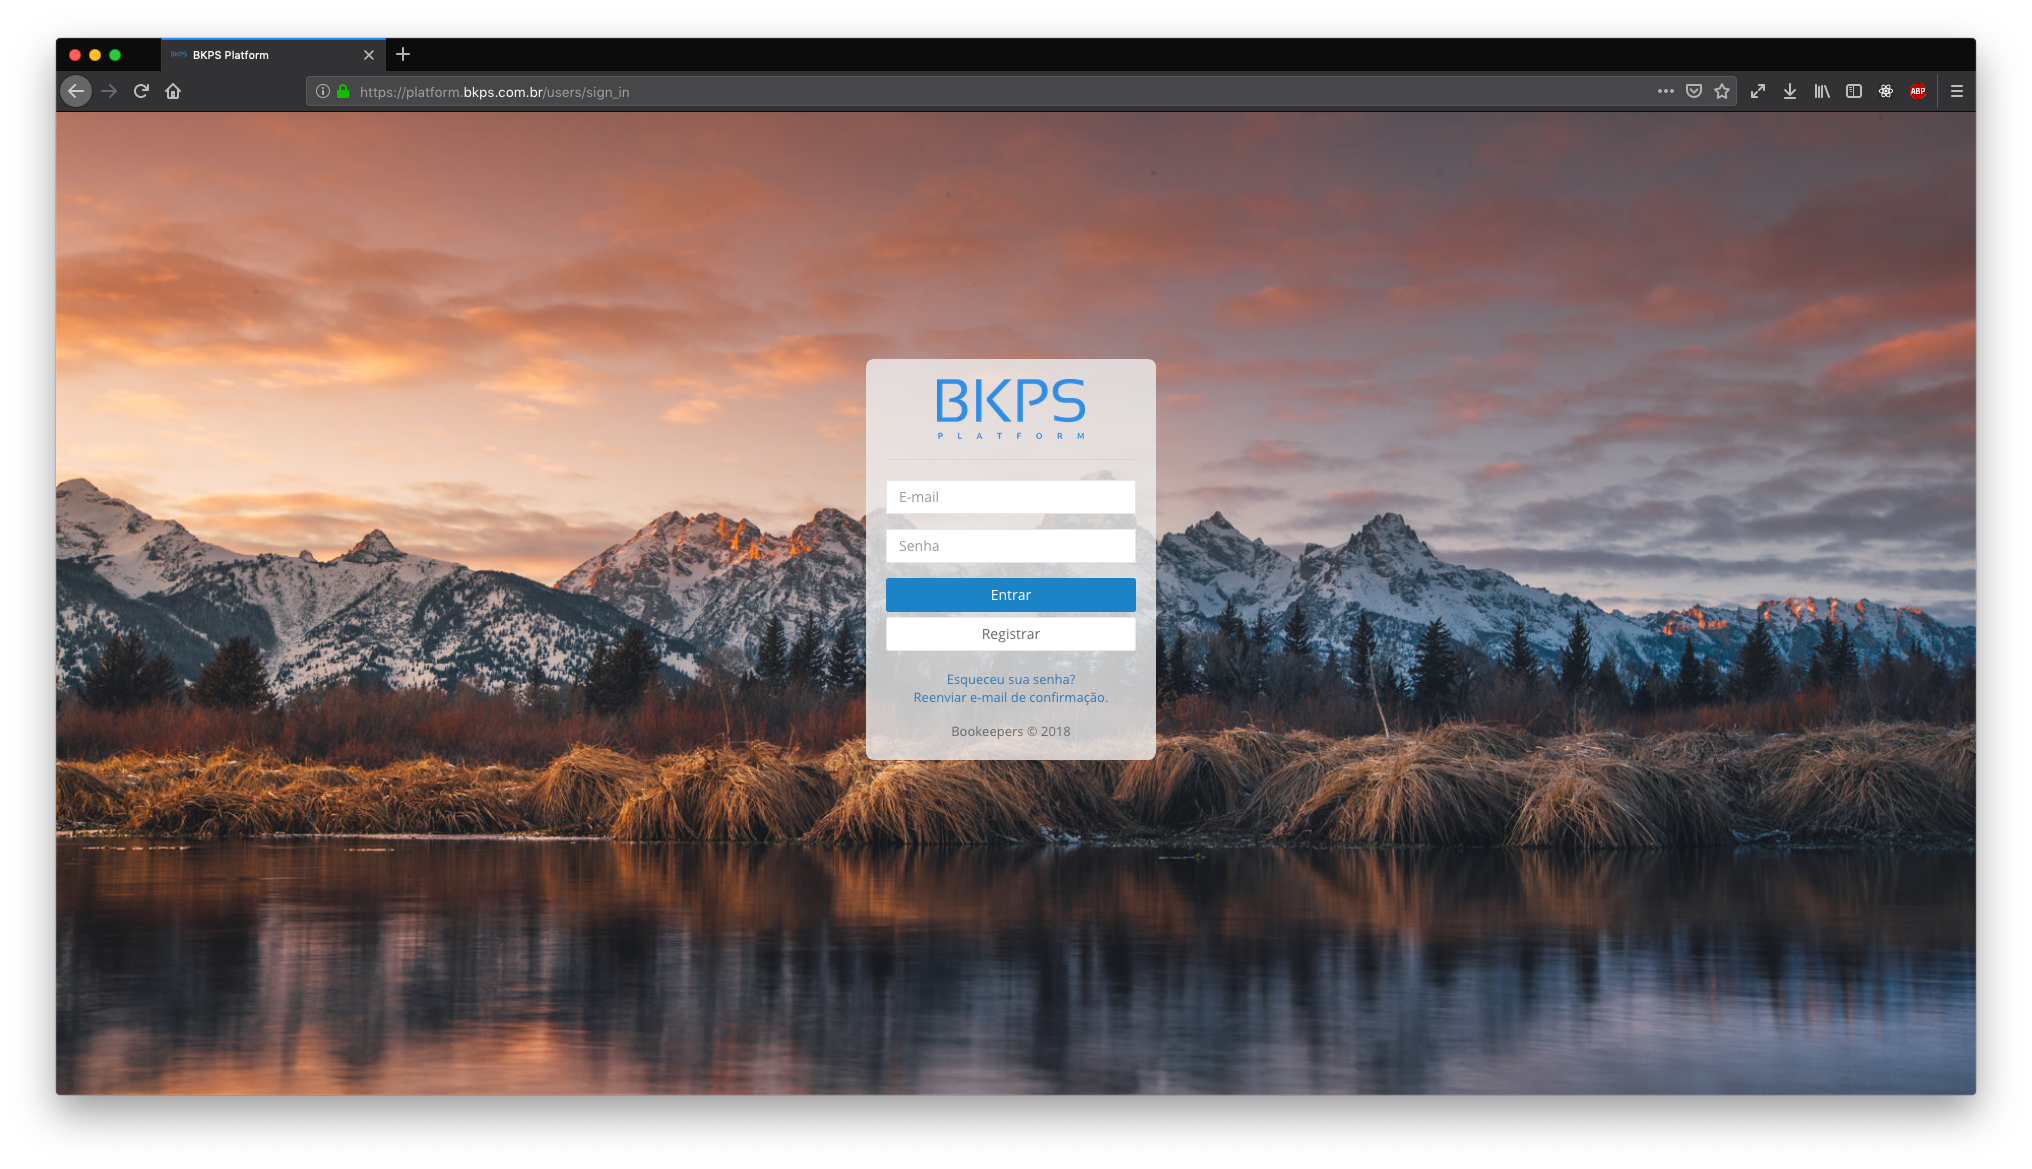 BKPS BKPS Platform
https://platform.bkps.com.br/users/sign_in
ABP
BKPS
PLATFORM
E-mail
Senha
Entrar
Registrar
Esqueceu sua senha?
Reenviar e-mail de confirmação.
Bookeepers © 2018